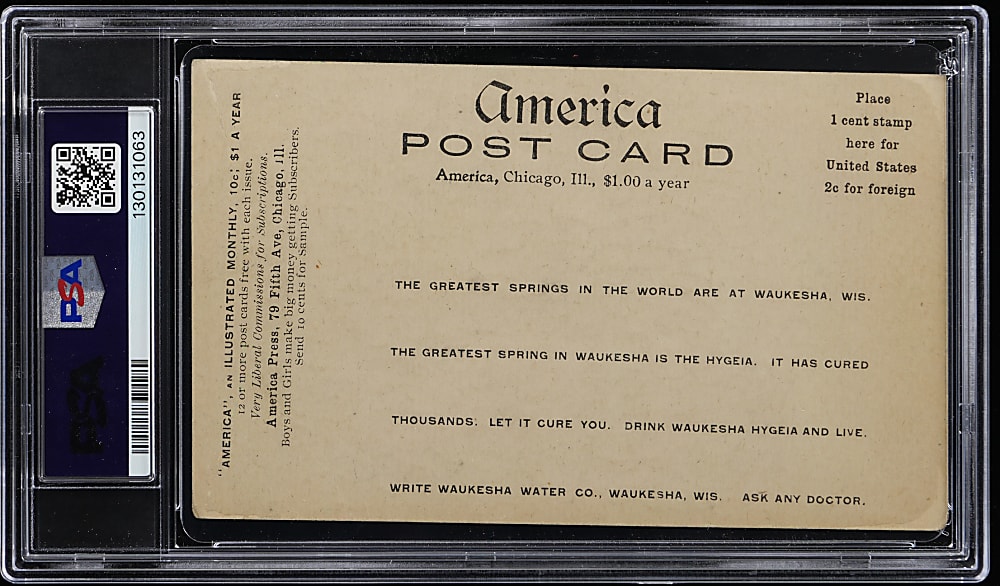 130131063
PSA
PSA
"AMERICA", AN ILLUSTRATED MONTHLY, 10c; $1 A YEAR
12 or more post cards free with each issue.
Very Liberal Commissions for Subscriptions.
America Press, 79 Fifth Ave, Chicago, Ill.
Boys and Girls make big money getting Subscribers.
Send 10 cents for Sample.
America
POST CARD
America, Chicago, Ill., $1.00 a year
Place
1 cent stamp
here for
United States
2c for foreign
THE GREATEST SPRINGS IN THE WORLD ARE AT WAUKESHA, WIS.
THE GREATEST SPRING IN WAUKESHA IS THE HYGEIA. IT HAS CURED
THOUSANDS. LET IT CURE YOU. DRINK WAUKESHA HYGEIA AND LIVE.
WRITE WAUKESHA WATER CO., WAUKESHA, WIS. ASK ANY DOCTOR.